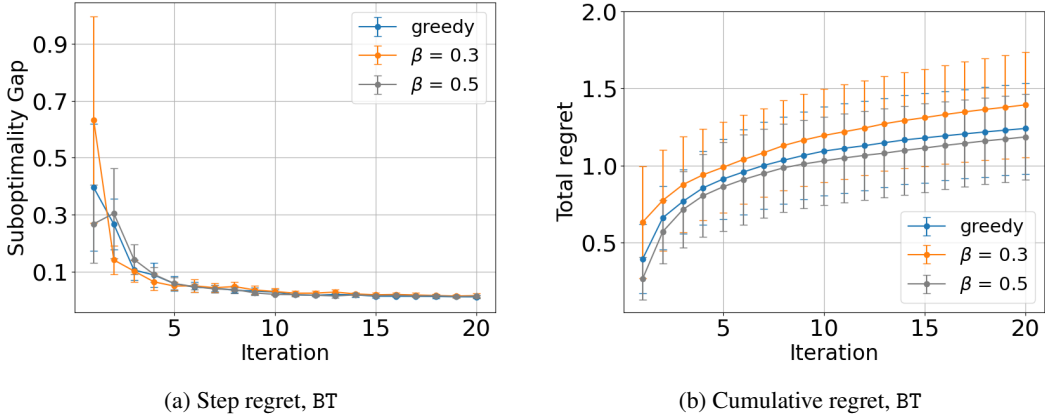 Suboptimality Gap
0.9
0.7
0.5
0.3
0.1
greedy
β = 0.3
β = 0.5
5
10
15
20
Iteration
(a) Step regret, BT
Total regret
2.0
1.5
1.0
0.5
greedy
β = 0.3
β = 0.5
5
10
15
20
Iteration
(b) Cumulative regret, BT